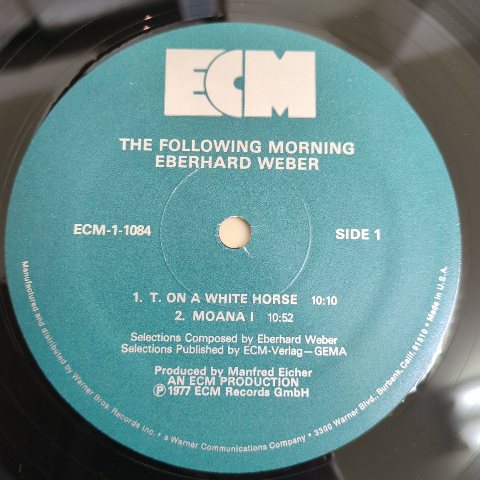 ECM
THE FOLLOWING MORNING
EBERHARD WEBER
ECM-1-1084
SIDE 1
1. T. ON A WHITE HORSE 10:10
2. MOANA I 10:52
Selections Composed by Eberhard Weber
Selections Published by ECM-Verlag—GEMA
Produced by Manfred Eicher
AN ECM PRODUCTION
Ⓟ 1977 ECM Records GmbH
Manufactured and distributed by Warner Bros. Records Inc. • a Warner Communications Company • 3300 Warner Blvd., Burbank, Calif. 91510 • Made in U.S.A.